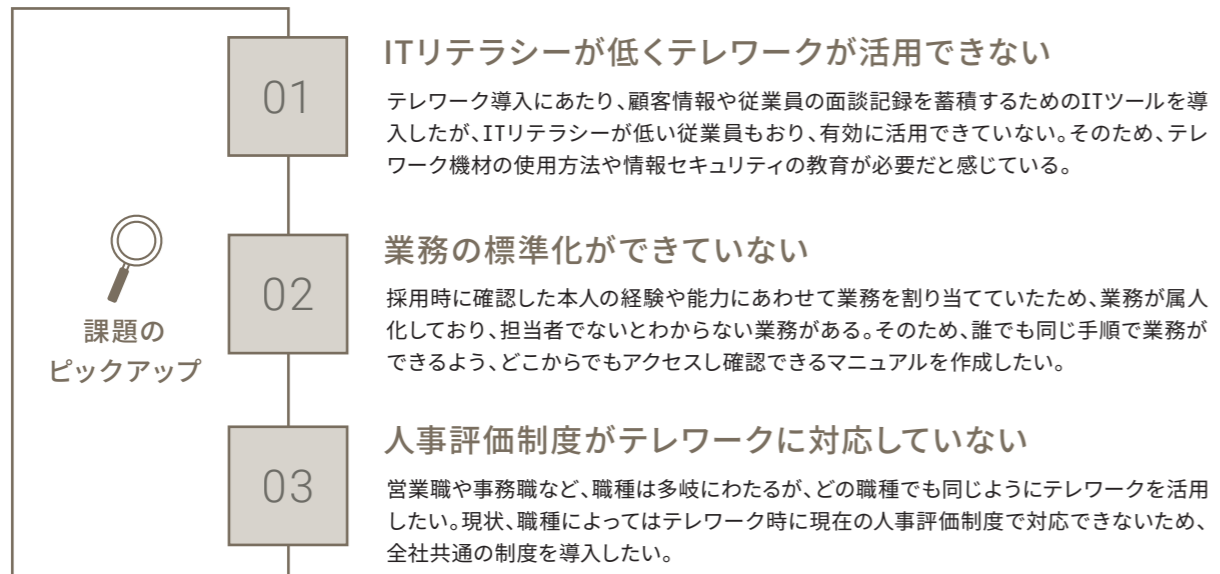 課題の
ピックアップ
01
ITリテラシーが低くテレワークが活用できない
テレワーク導入にあたり、顧客情報や従業員の面談記録を蓄積するためのITツールを導
入したが、ITリテラシーが低い従業員もおり、有効に活用できていない。そのため、テレ
ワーク機材の使用方法や情報セキュリティの教育が必要だと感じている。
02
業務の標準化ができていない
採用時に確認した本人の経験や能力にあわせて業務を割り当てていたため、業務が属人
化しており、担当者でないとわからない業務がある。そのため、誰でも同じ手順で業務が
できるよう、どこからでもアクセスし確認できるマニュアルを作成したい。
03
人事評価制度がテレワークに対応していない
営業職や事務職など、職種は多岐にわたるが、どの職種でも同じようにテレワークを活用
したい。現状、職種によってはテレワーク時に現在の人事評価制度で対応できないため、
全社共通の制度を導入したい。